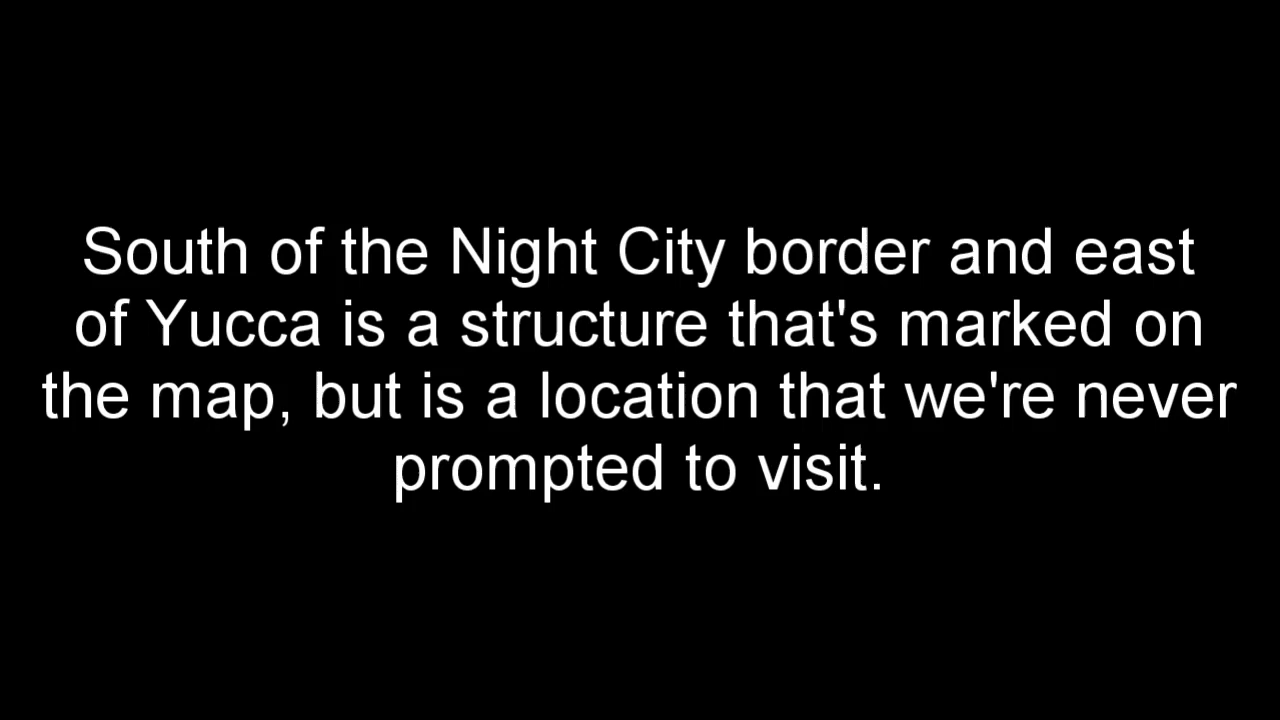 South of the Night City border and east
of Yucca is a structure that's marked on
the map, but is a location that we're never
prompted to visit.